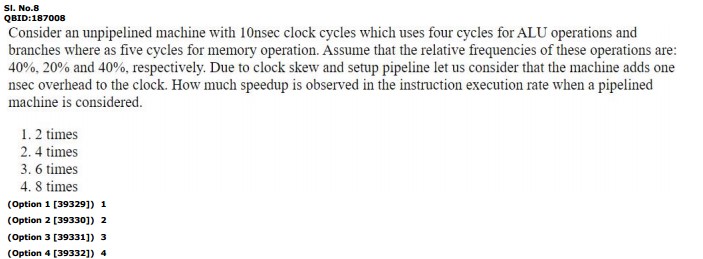 SI. No.8
QBID:187008
Consider an unpipelined machine with 10nsec clock cycles which uses four cycles for ALU operations and
branches where as five cycles for memory operation. Assume that the relative frequencies of these operations are:
40%, 20% and 40%, respectively. Due to clock skew and setup pipeline let us consider that the machine adds one
nsec overhead to the clock. How much speedup is observed in the instruction execution rate when a pipelined
machine is considered.
1. 2 times
2. 4 times
3. 6 times
4. 8 times
(Option 1 [39329]) 1
(Option 2 [39330]) 2
(Option 3 [39331]) 3
(Option 4 [39332]) 4